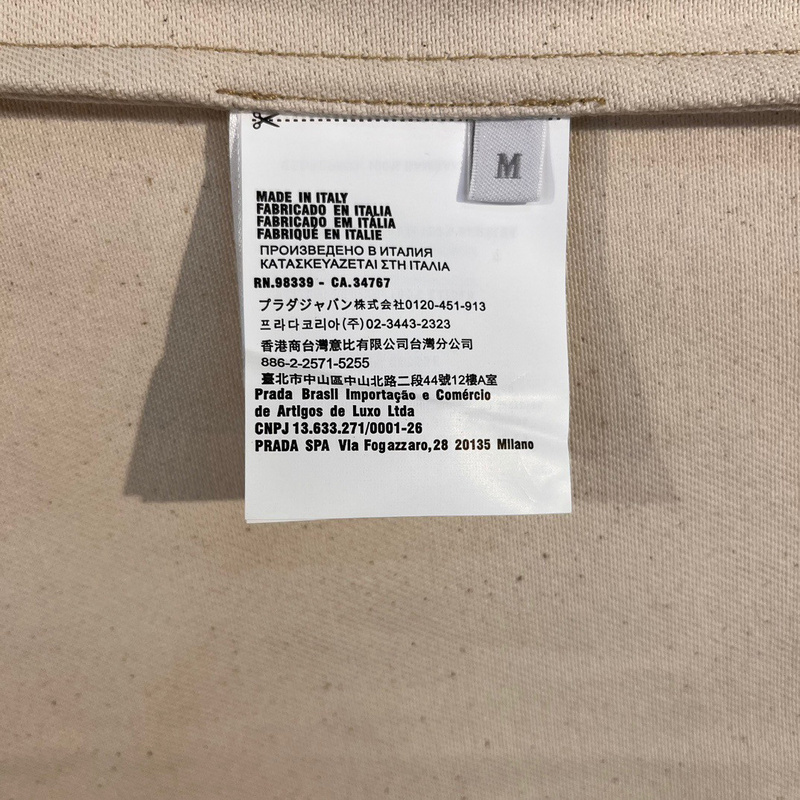 M
MADE IN ITALY
FABRICADO EN ITALIA
FABRICADO EM ITÁLIA
FABRIQUÉ EN ITALIE
ПРОИЗВЕДЕНО В ИТАЛИЯ
ΚΑΤΑΣΚΕΥΑΖΕΤΑΙ ΣΤΗ ΙΤΑΛΙΑ
RN.98339 - CA.34767
プラダジャパン株式会社0120-451-913
프라다코리아(주)02-3443-2323
香港商台灣意比有限公司台灣分公司
886-2-2571-5255
臺北市中山區中山北路二段44號12樓A室
Prada Brasil Importação e Comércio
de Artigos de Luxo Ltda
CNPJ 13.633.271/0001-26
PRADA SPA Via Fogazzaro,28 20135 Milano